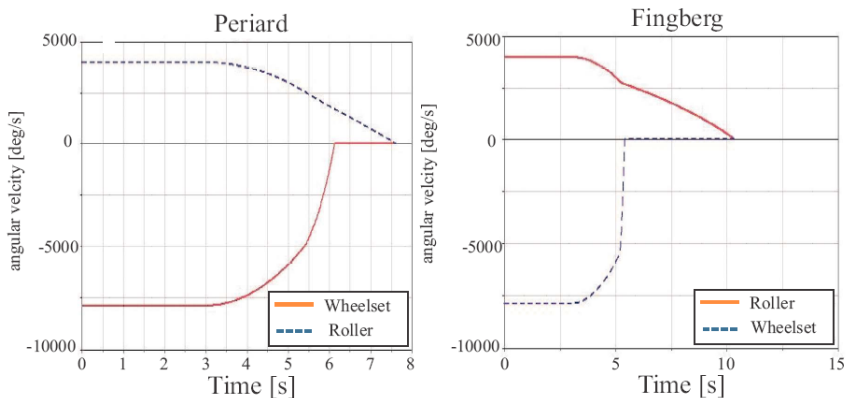 Periard
5000
0
-5000
-10000
angular velcity [deg/s]
0 1 2 3 4 5 6 7 8
Time [s]
Wheelset
Roller
Fingberg
5000
0
-5000
-10000
angular velcity [deg/s]
0 5 10 15
Time [s]
Roller
Wheelset